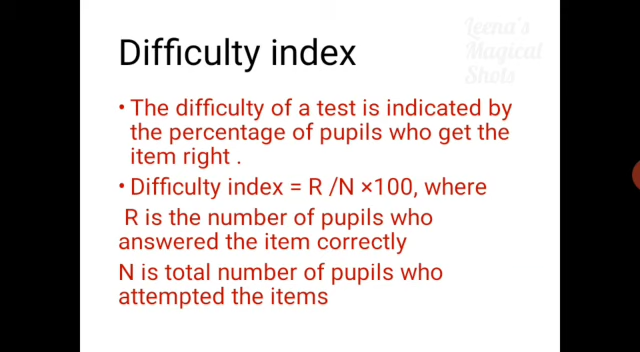 Leena's
Magical
Shots
Difficulty index
• The difficulty of a test is indicated by
the percentage of pupils who get the
item right .
• Difficulty index = R /N ×100, where
R is the number of pupils who
answered the item correctly
N is total number of pupils who
attempted the items